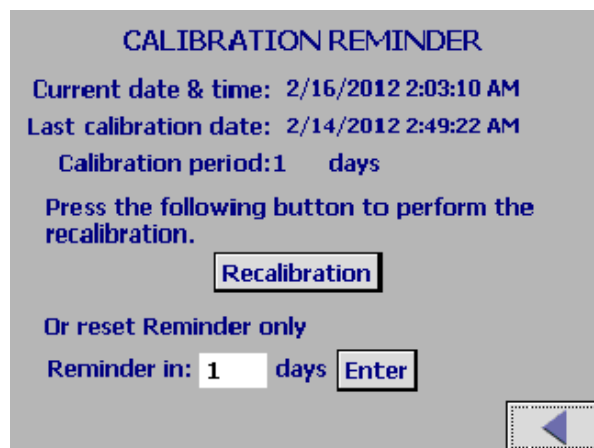 CALIBRATION REMINDER
Current date & time: 2/16/2012 2:03:10 AM
Last calibration date: 2/14/2012 2:49:22 AM
Calibration period:1 days
Press the following button to perform the
recalibration.
Recalibration
Or reset Reminder only
Reminder in: 1 days Enter